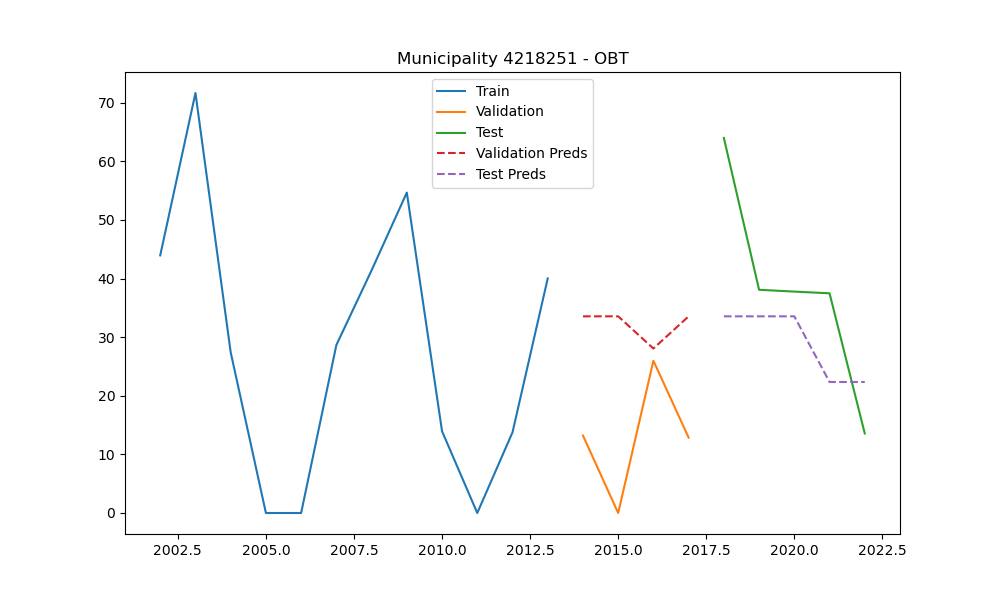 Municipality 4218251 - OBT
Train
Validation
Test
Validation Preds
Test Preds
70
60
50
40
30
20
10
0
2002.5 2005.0 2007.5 2010.0 2012.5 2015.0 2017.5 2020.0 2022.5